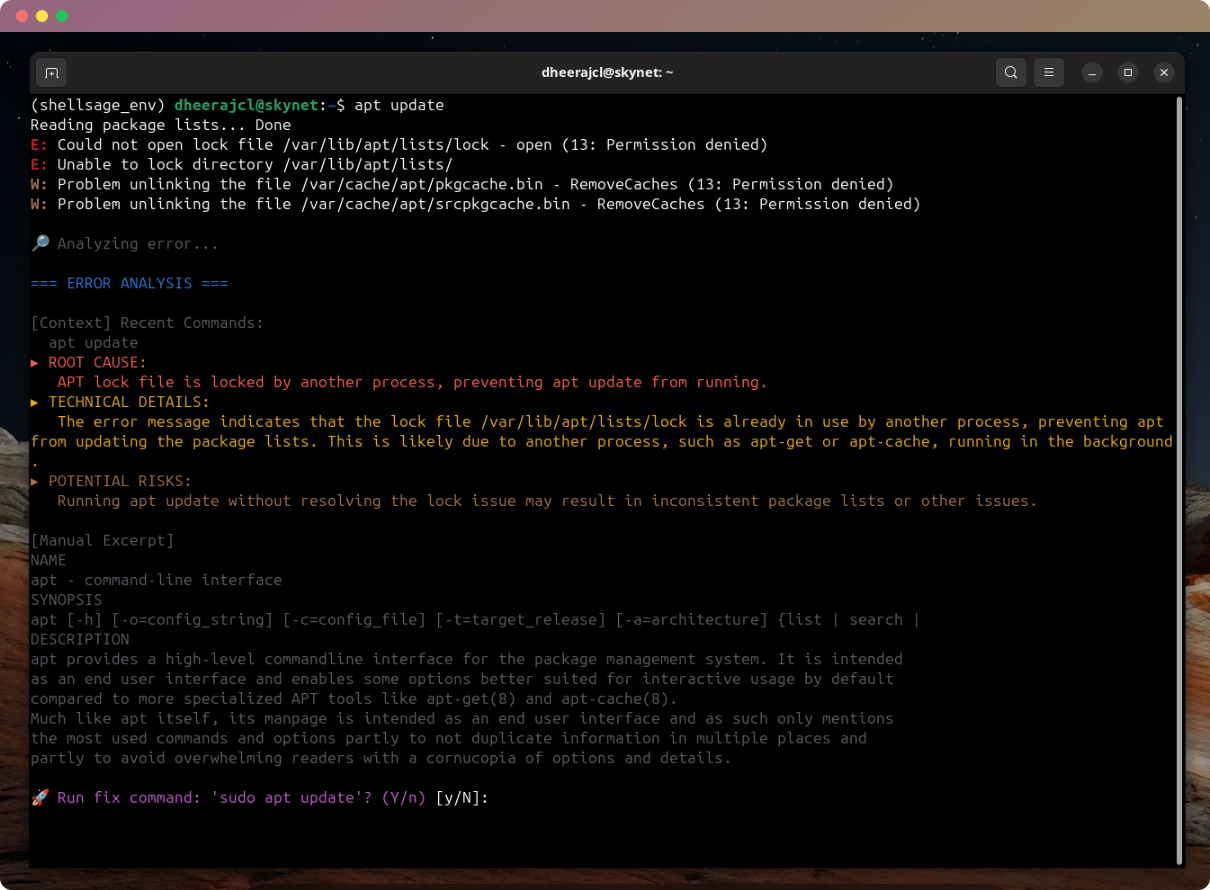 dheerajcl@skynet: ~
(shellsage_env) dheerajcl@skynet:~$ apt update
Reading package lists... Done
E: Could not open lock file /var/lib/apt/lists/lock - open (13: Permission denied)
E: Unable to lock directory /var/lib/apt/lists/
W: Problem unlinking the file /var/cache/apt/pkgcache.bin - RemoveCaches (13: Permission denied)
W: Problem unlinking the file /var/cache/apt/srcpkgcache.bin - RemoveCaches (13: Permission denied)
🔎 Analyzing error...
=== ERROR ANALYSIS ===
[Context] Recent Commands:
apt update
▸ ROOT CAUSE:
APT lock file is locked by another process, preventing apt update from running.
▸ TECHNICAL DETAILS:
The error message indicates that the lock file /var/lib/apt/lists/lock is already in use by another process, preventing apt
from updating the package lists. This is likely due to another process, such as apt-get or apt-cache, running in the background
.
▸ POTENTIAL RISKS:
Running apt update without resolving the lock issue may result in inconsistent package lists or other issues.
[Manual Excerpt]
NAME
apt - command-line interface
SYNOPSIS
apt [-h] [-o=config_string] [-c=config_file] [-t=target_release] [-a=architecture] {list | search |
DESCRIPTION
apt provides a high-level commandline interface for the package management system. It is intended
as an end user interface and enables some options better suited for interactive usage by default
compared to more specialized APT tools like apt-get(8) and apt-cache(8).
Much like apt itself, its manpage is intended as an end user interface and as such only mentions
the most used commands and options partly to not duplicate information in multiple places and
partly to avoid overwhelming readers with a cornucopia of options and details.
🚀 Run fix command: 'sudo apt update'? (Y/n) [y/N]: